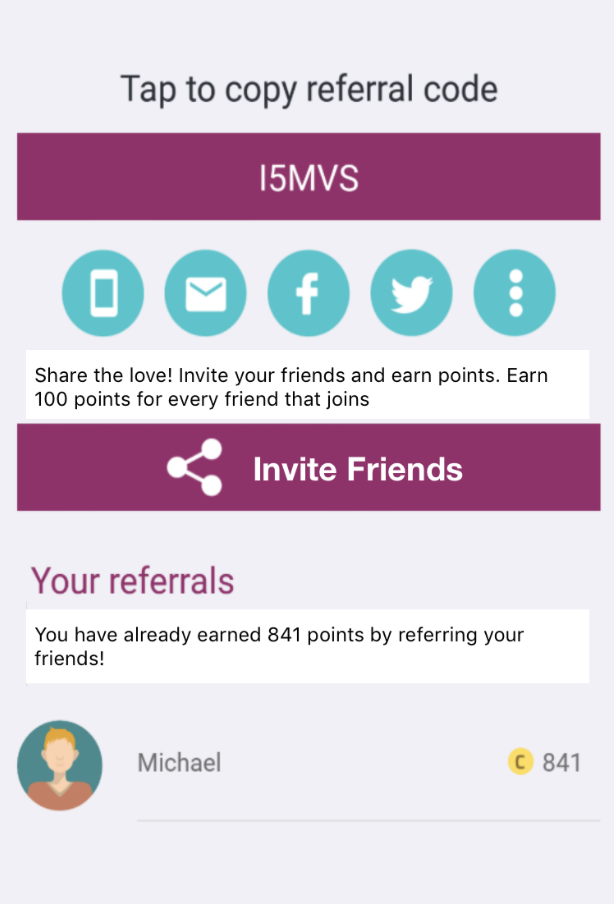 Tap to copy referral code
I5MVS
Share the love! Invite your friends and earn points. Earn
100 points for every friend that joins
Invite Friends
Your referrals
You have already earned 841 points by referring your
friends!
Michael C 841